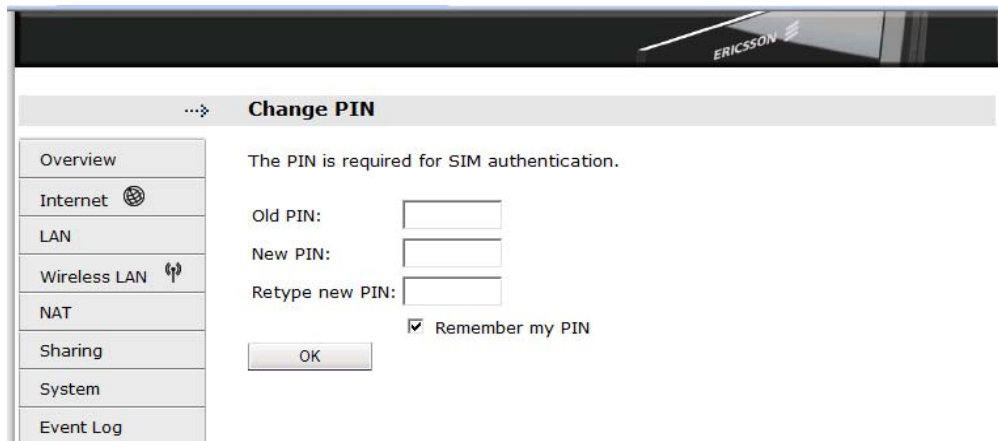 ERICSSON
Change PIN
Overview
Internet
LAN
Wireless LAN
NAT
Sharing
System
Event Log
The PIN is required for SIM authentication.
Old PIN:
New PIN:
Retype new PIN:
Remember my PIN
OK